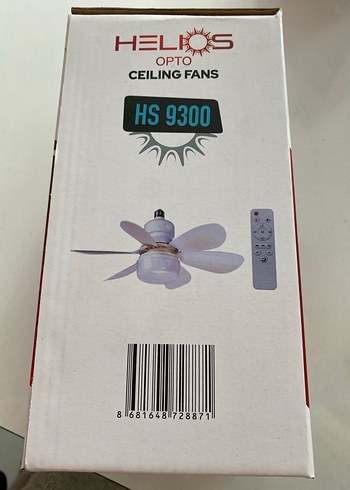 HELIOS
OPTO
CEILING FANS
HS 9300
8 681648 728871